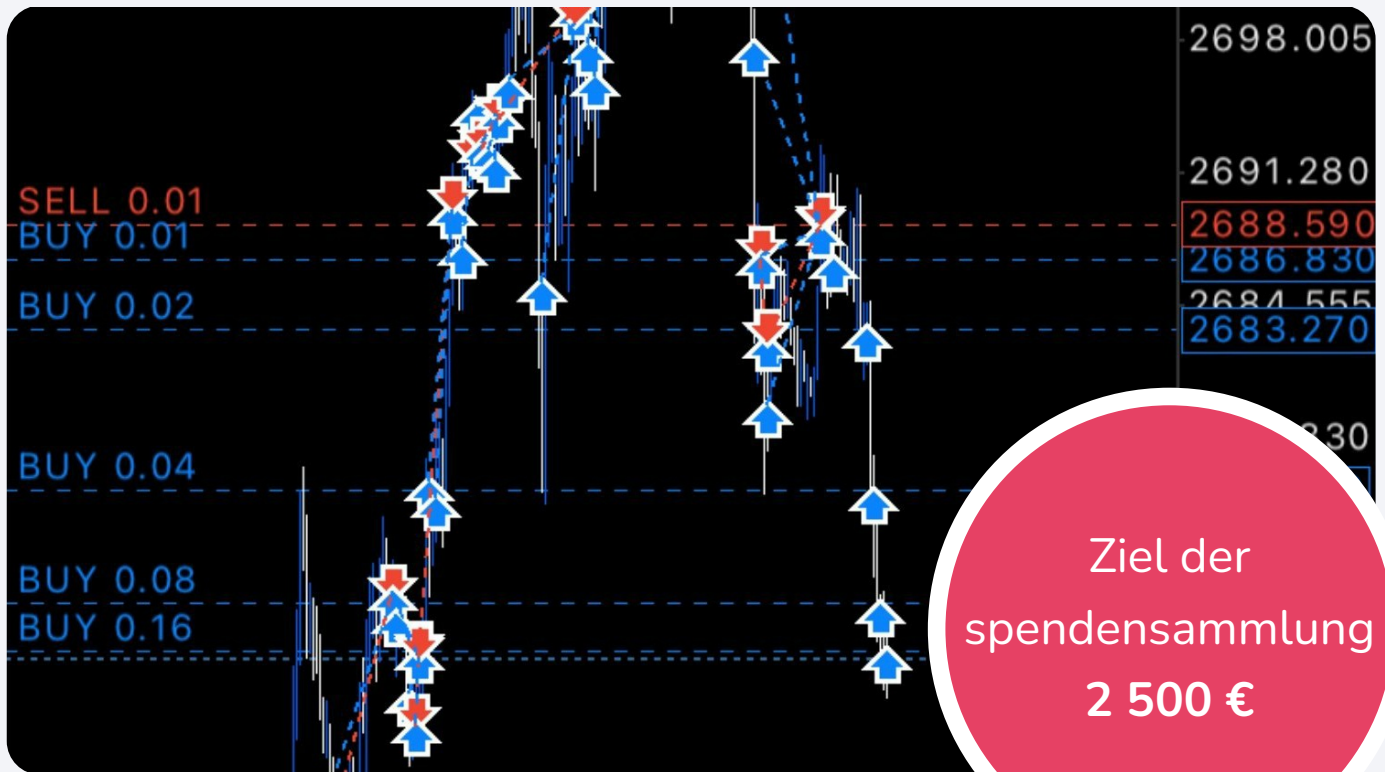 2698.005
2691.280
SELL 0.01
2688.590
BUY 0.01
2686.830
BUY 0.02
2684.555
2683.270
830
BUY 0.04
BUY 0.08
BUY 0.16
Ziel der
spendensammlung
2 500 €